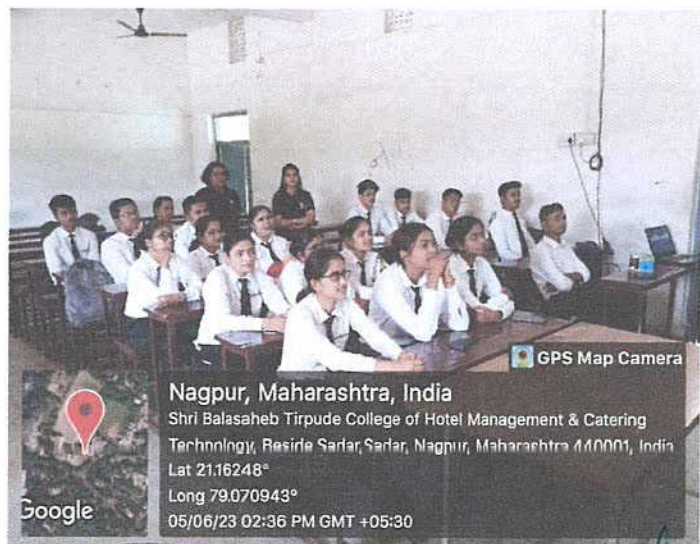 GPS Map Camera
Nagpur, Maharashtra, India
Shri Balasaheb Tirpude College of Hotel Management & Catering
Technology, Beside Sadar, Sadar, Nagpur, Maharashtra 440001, India
Lat 21.16248°
Long 79.070943°
05/06/23 02:36 PM GMT +05:30
Google